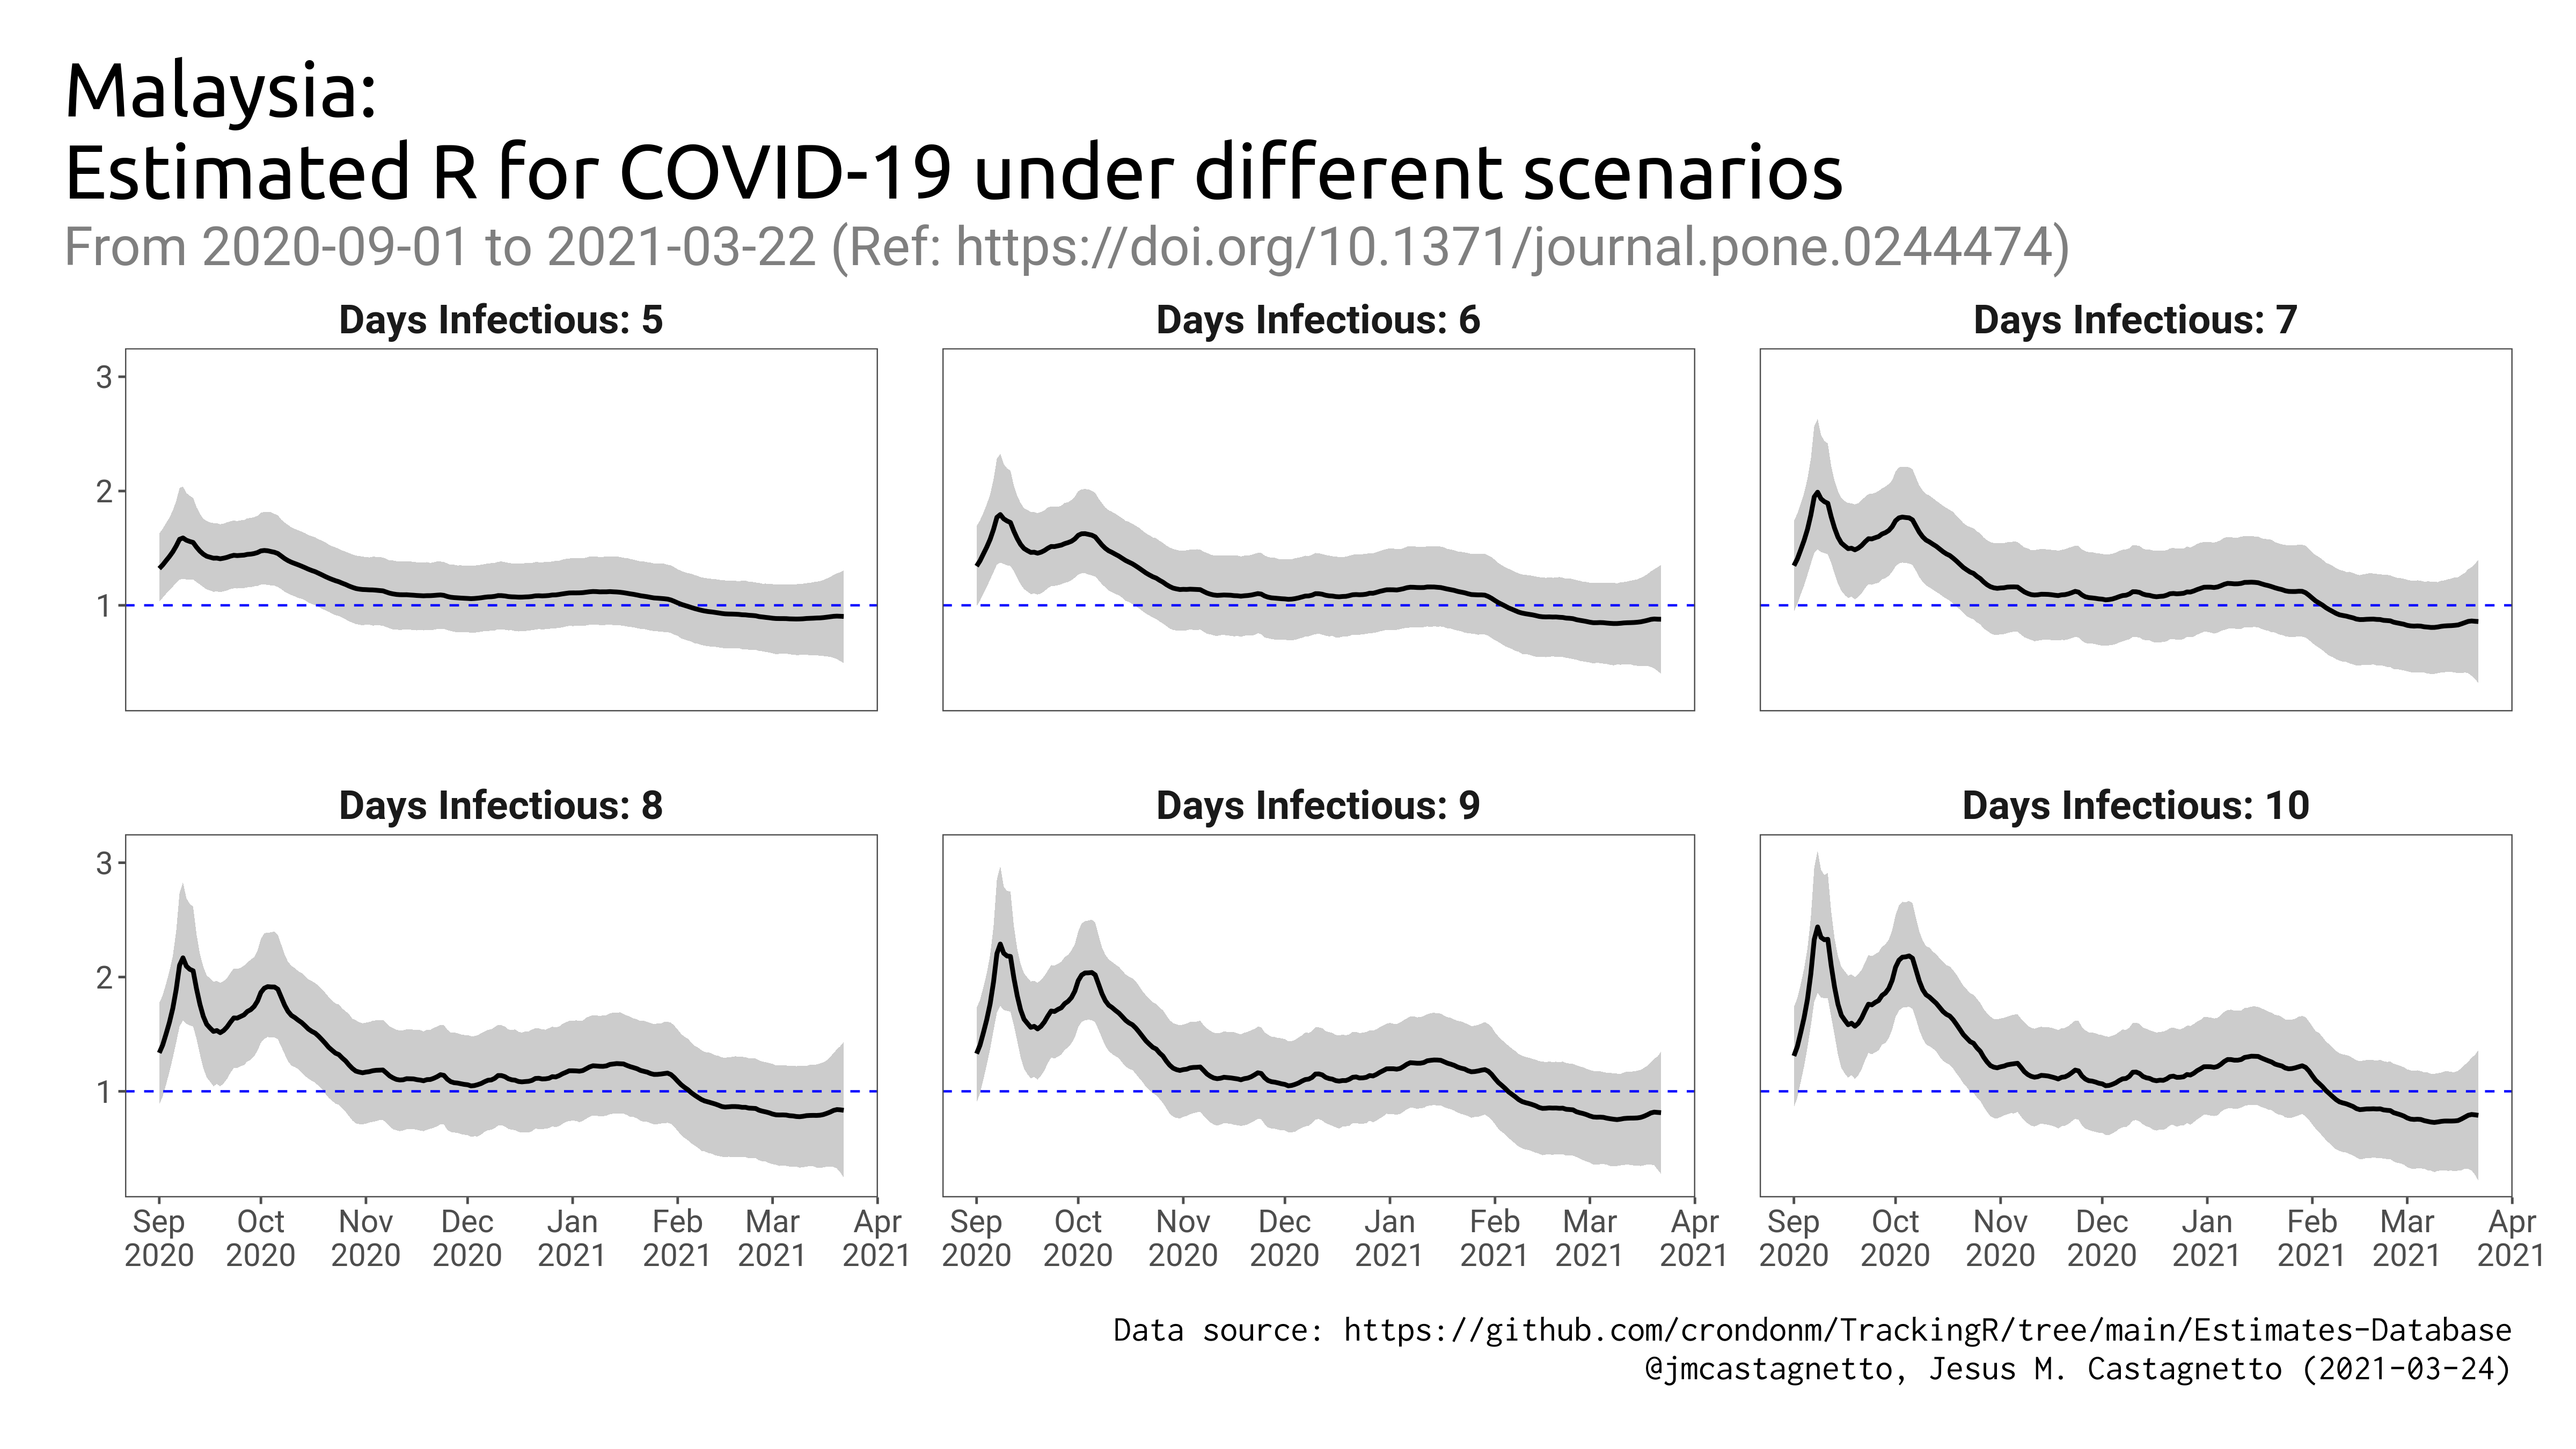 Malaysia:
Estimated R for COVID-19 under different scenarios
From 2020-09-01 to 2021-03-22 (Ref: https://doi.org/10.1371/journal.pone.0244474)
Days Infectious: 5
Days Infectious: 6
Days Infectious: 7
3
2
1
Days Infectious: 8
Days Infectious: 9
Days Infectious: 10
3
2
1
Sep Oct Nov Dec Jan Feb Mar Apr
2020 2020 2020 2020 2021 2021 2021 2021
Sep Oct Nov Dec Jan Feb Mar Apr
2020 2020 2020 2020 2021 2021 2021 2021
Sep Oct Nov Dec Jan Feb Mar Apr
2020 2020 2020 2020 2021 2021 2021 2021
Data source: https://github.com/crondonm/TrackingR/tree/main/Estimates-Database
@jmcastagnetto, Jesus M. Castagnetto (2021-03-24)